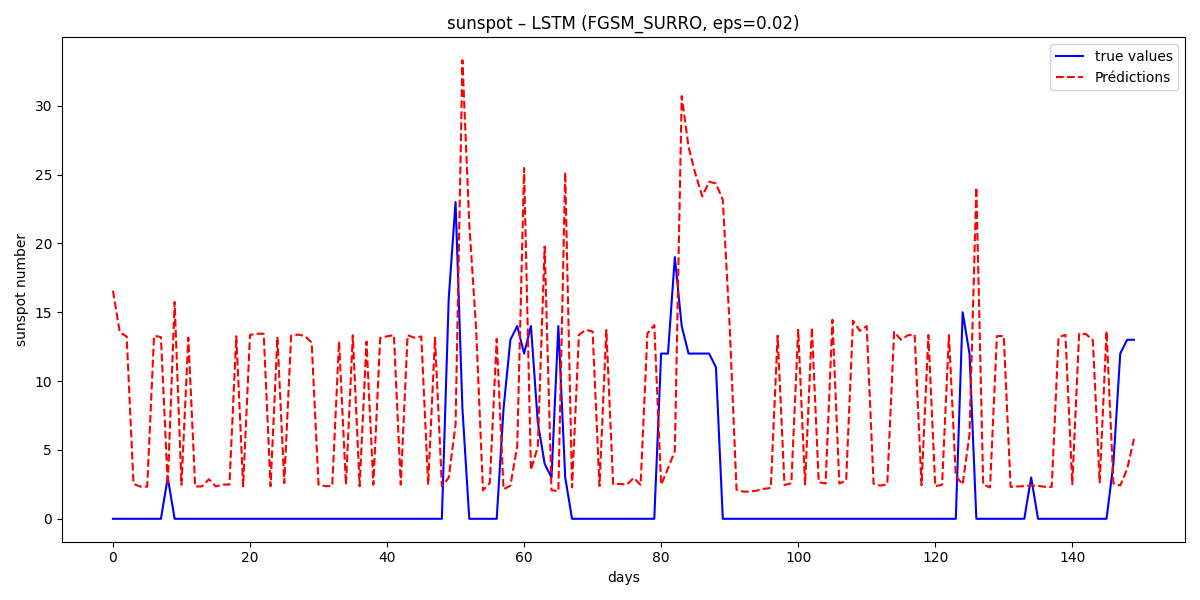 sunspot – LSTM (FGSM_SURRO, eps=0.02)
true values
Prédictions
sunspot number
30
25
20
15
10
5
0
0 20 40 60 80 100 120 140
days